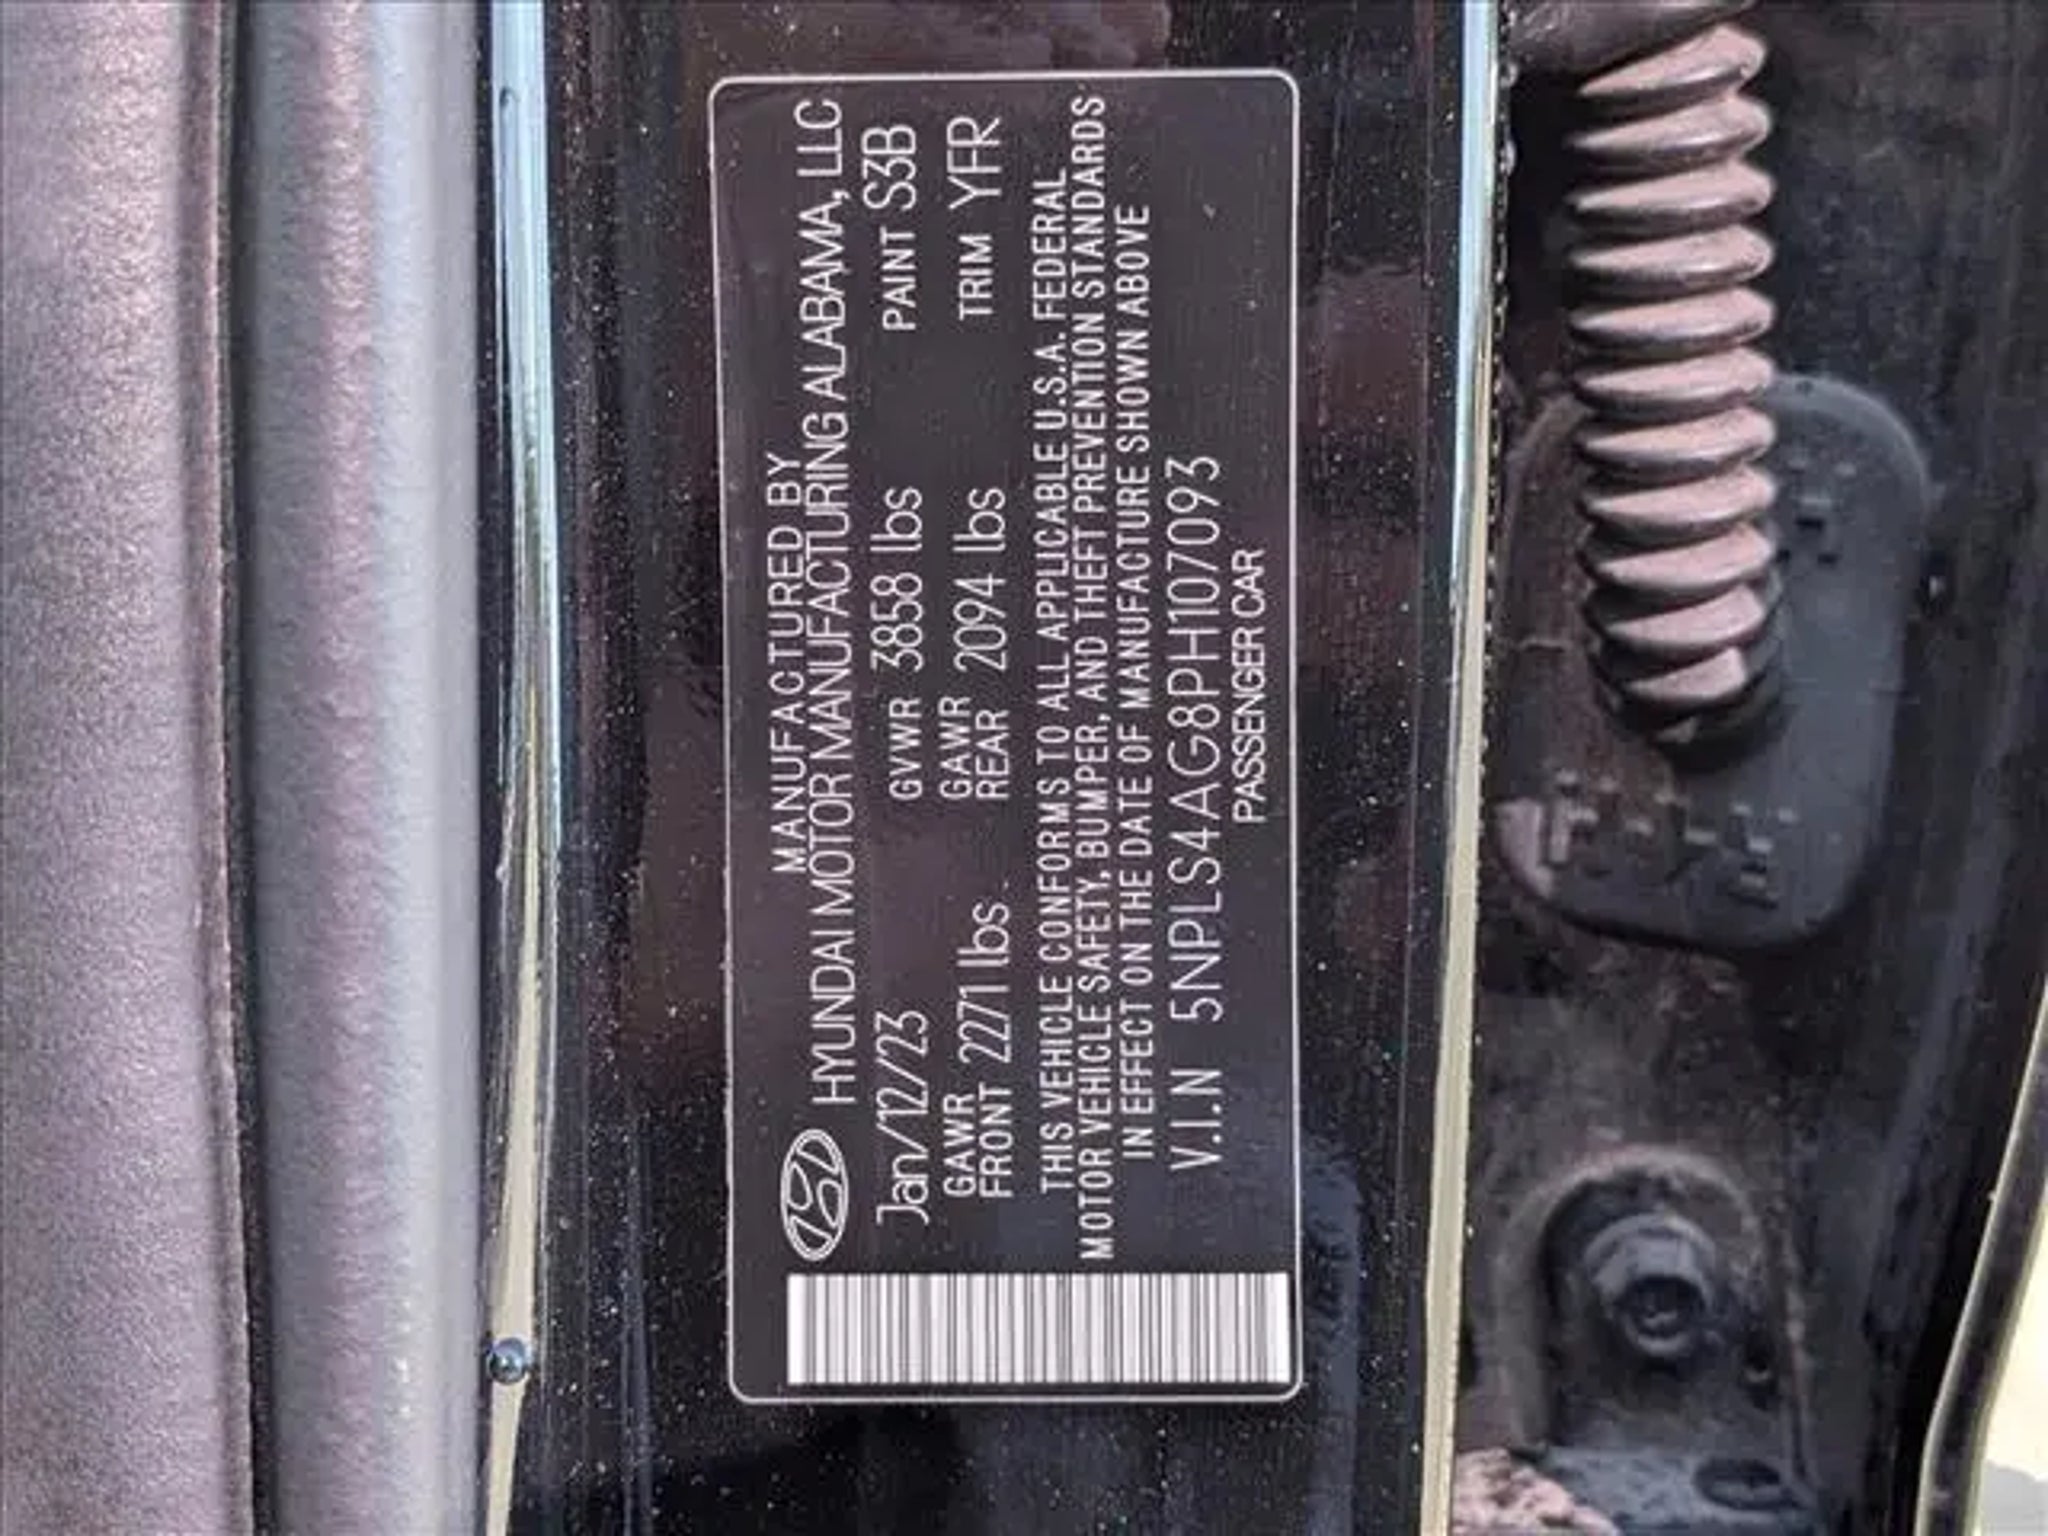 MANUFACTURED BY
HYUNDAI MOTOR MANUFACTURING ALABAMA, LLC
Jan/12/23 GVWR 3858 lbs PAINT S3B
GAWR FRONT 2271 lbs GAWR REAR 2094 lbs TRIM YFR
THIS VEHICLE CONFORMS TO ALL APPLICABLE U.S.A. FEDERAL
MOTOR VEHICLE SAFETY, BUMPER, AND THEFT PREVENTION STANDARDS
IN EFFECT ON THE DATE OF MANUFACTURE SHOWN ABOVE
V.I.N 5NPLS4AG8PH107093
PASSENGER CAR